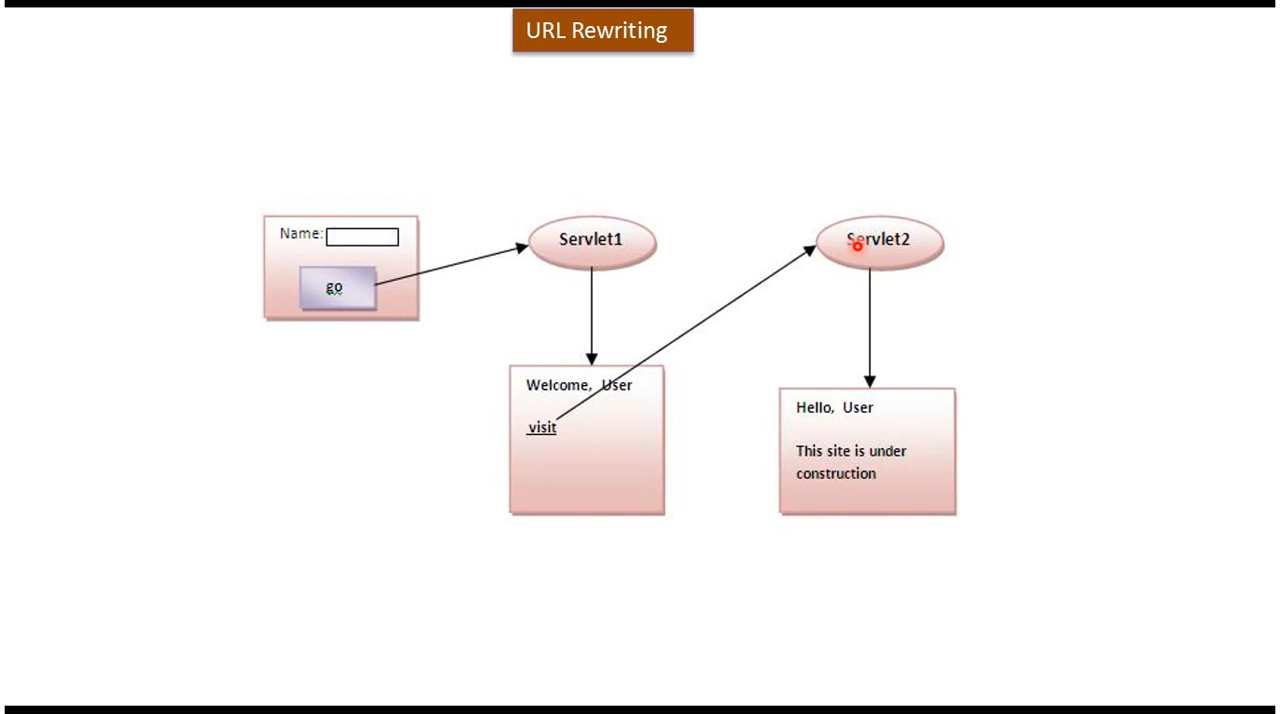 URL Rewriting
Name:
go
Servlet1
Servlet2
Welcome, User
visit
Hello, User
This site is under
construction